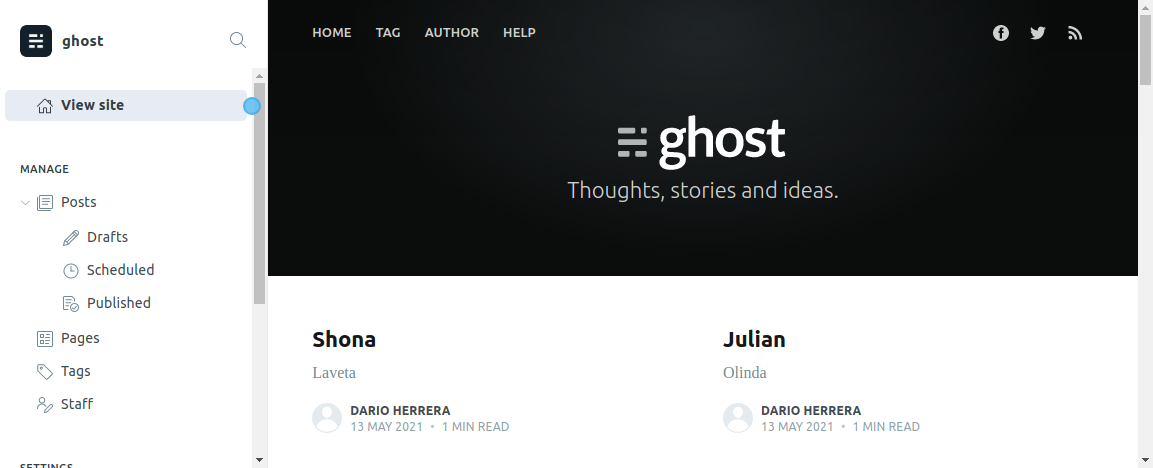 ghost
View site
MANAGE
Posts
Drafts
Scheduled
Published
Pages
Tags
Staff
SETTINGS
HOME TAG AUTHOR HELP
ghost
Thoughts, stories and ideas.
Shona
Laveta
DARIO HERRERA
13 MAY 2021 • 1 MIN READ
Julian
Olinda
DARIO HERRERA
13 MAY 2021 • 1 MIN READ